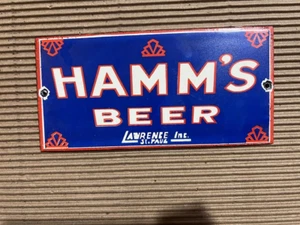 HAMM'S
BEER
LAWRENCE INC.
ST. PAUL